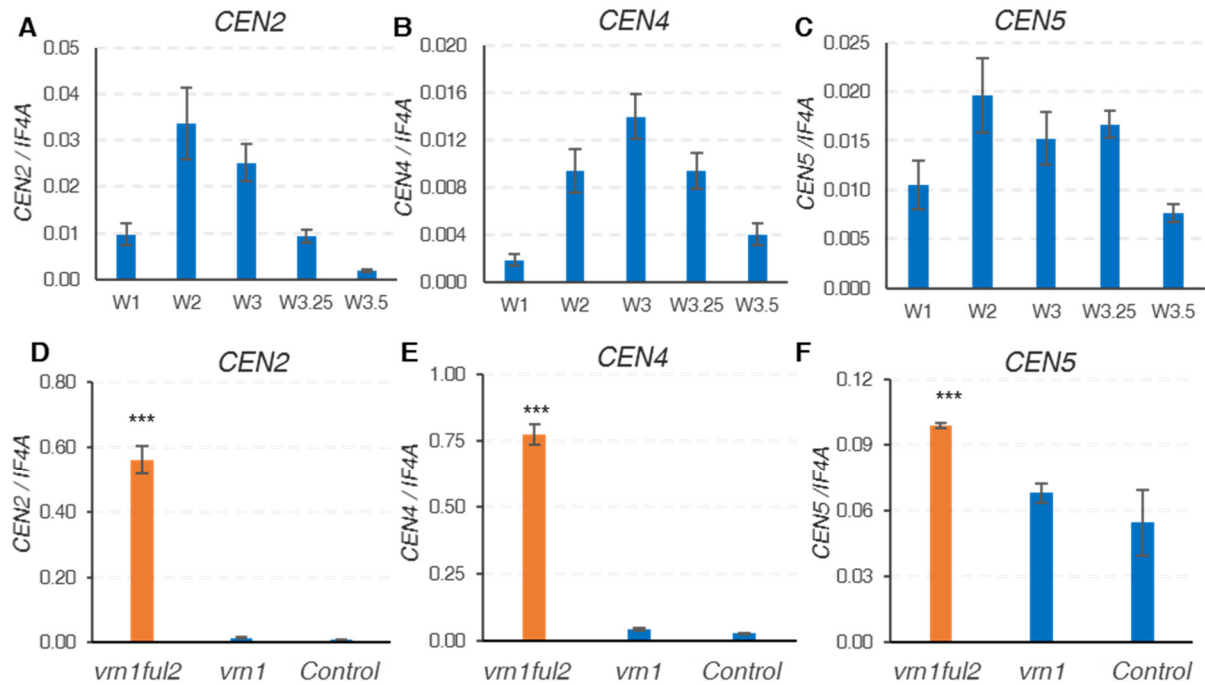 A
CEN2
CEN2 / IF4A
0.05
0.04
0.03
0.02
0.01
0.00
W1 W2 W3 W3.25 W3.5
B
CEN4
CEN4 / IF4A
0.020
0.016
0.012
0.008
0.004
0.000
W1 W2 W3 W3.25 W3.5
C
CEN5
CEN5 /IF4A
0.025
0.020
0.015
0.010
0.005
0.000
W1 W2 W3 W3.25 W3.5
D
CEN2
CEN2 / IF4A
0.80
0.60
0.40
0.20
0.00
***
vrn1ful2 vrn1 Control
E
CEN4
CEN4 / IF4A
1.00
0.75
0.50
0.25
0.00
***
vrn1ful2 vrn1 Control
F
CEN5
CEN5 /IF4A
0.12
0.09
0.06
0.03
0.00
***
vrn1ful2 vrn1 Control